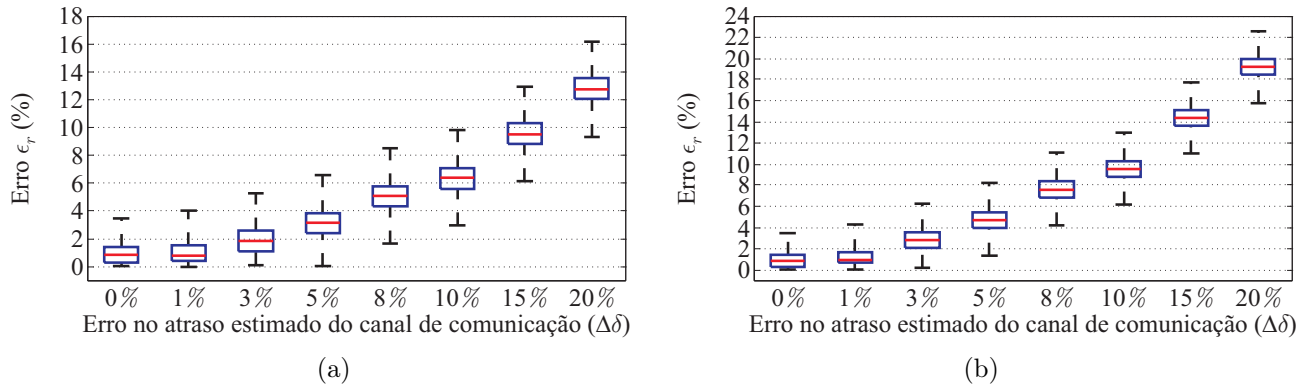 18
16
14
12
10
8
6
4
2
0
Erro ϵr (%)
0% 1% 3% 5% 8% 10% 15% 20%
Erro no atraso estimado do canal de comunicação (Δδ)
(a)
24
22
20
18
16
14
12
10
8
6
4
2
0
Erro ϵr (%)
0% 1% 3% 5% 8% 10% 15% 20%
Erro no atraso estimado do canal de comunicação (Δδ)
(b)